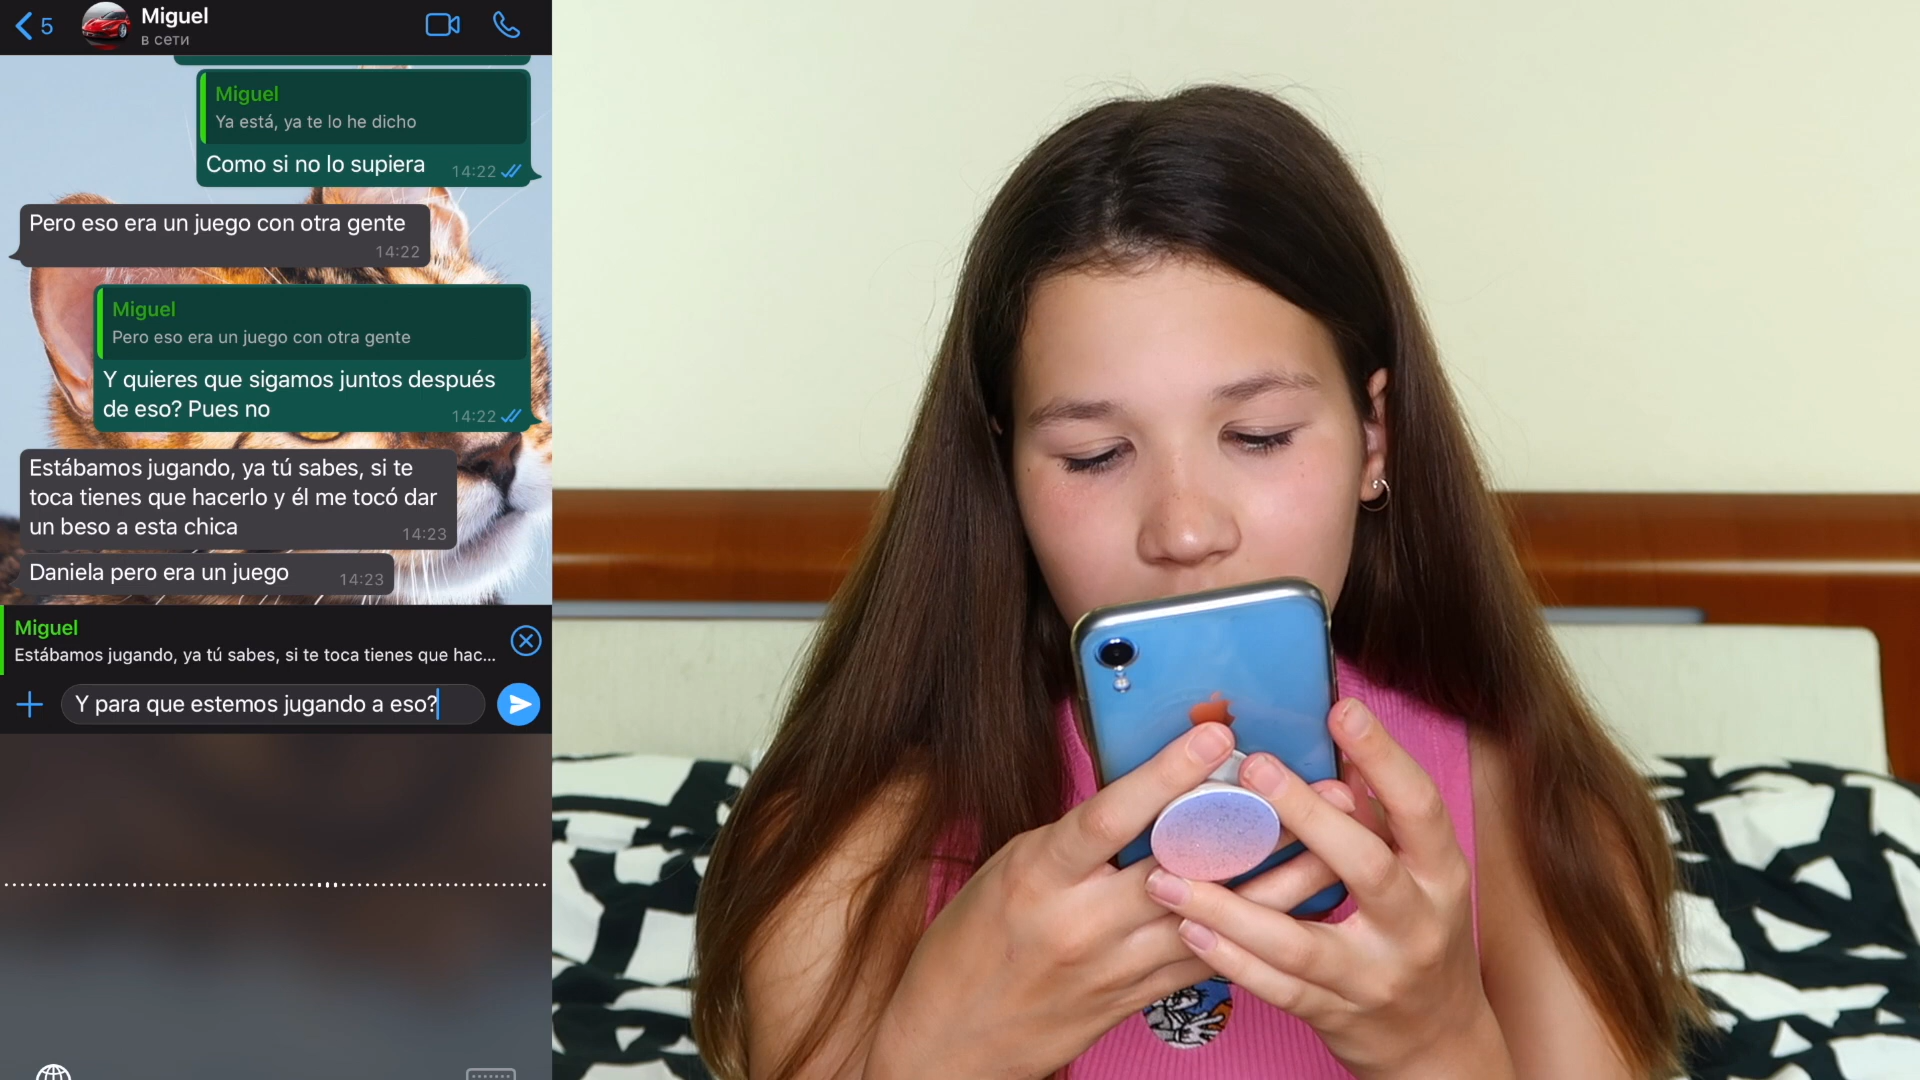 5
Miguel
в сети
Miguel
Ya está, ya te lo he dicho
Como si no lo supiera
14:22
Pero eso era un juego con otra gente
14:22
Miguel
Pero eso era un juego con otra gente
Y quieres que sigamos juntos después
de eso? Pues no
14:22
Estábamos jugando, ya tú sabes, si te
toca tienes que hacerlo y él me tocó dar
un beso a esta chica
14:23
Daniela pero era un juego
14:23
Miguel
Estábamos jugando, ya tú sabes, si te toca tienes que hac...
Y para que estemos jugando a eso?